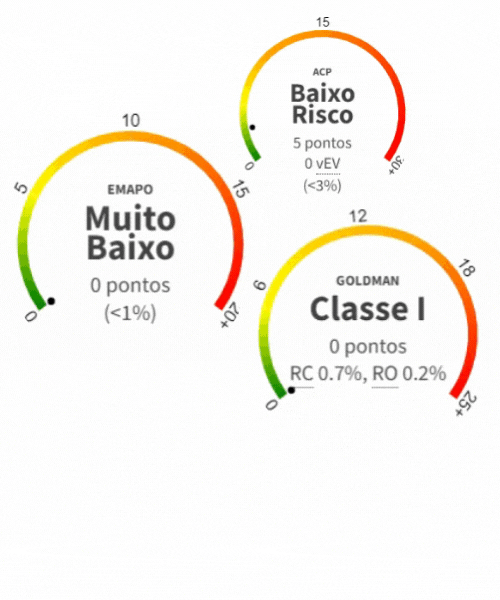 15
ACP
Baixo
Risco
5 pontos
0 vEV
(<3%)
0
30+
10
5
15
EMAPO
Muito
Baixo
0 pontos
(<1%)
0
20+
12
6
18
GOLDMAN
Classe I
0 pontos
RC 0.7%, RO 0.2%
0
25+